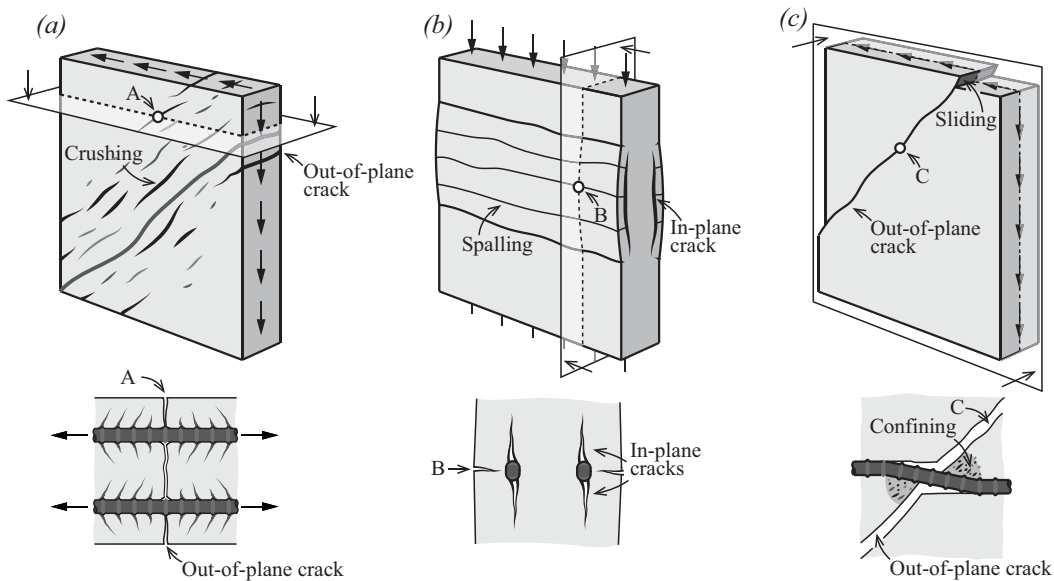 (a)
A
Crushing
Out-of-plane
crack
A
Out-of-plane crack
(b)
B
Spalling
In-plane
crack
B
In-plane
cracks
(c)
Sliding
C
Out-of-plane
crack
C
Confining
Out-of-plane crack